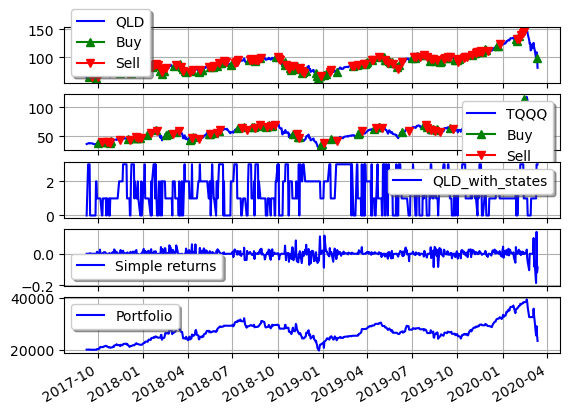 150
100
QLD
Buy
Sell
100
50
TQQQ
Buy
Sell
2
0
QLD_with_states
0.0
−0.2
Simple returns
40000
20000
Portfolio
2017-10
2018-01
2018-04
2018-07
2018-10
2019-01
2019-04
2019-07
2019-10
2020-01
2020-04